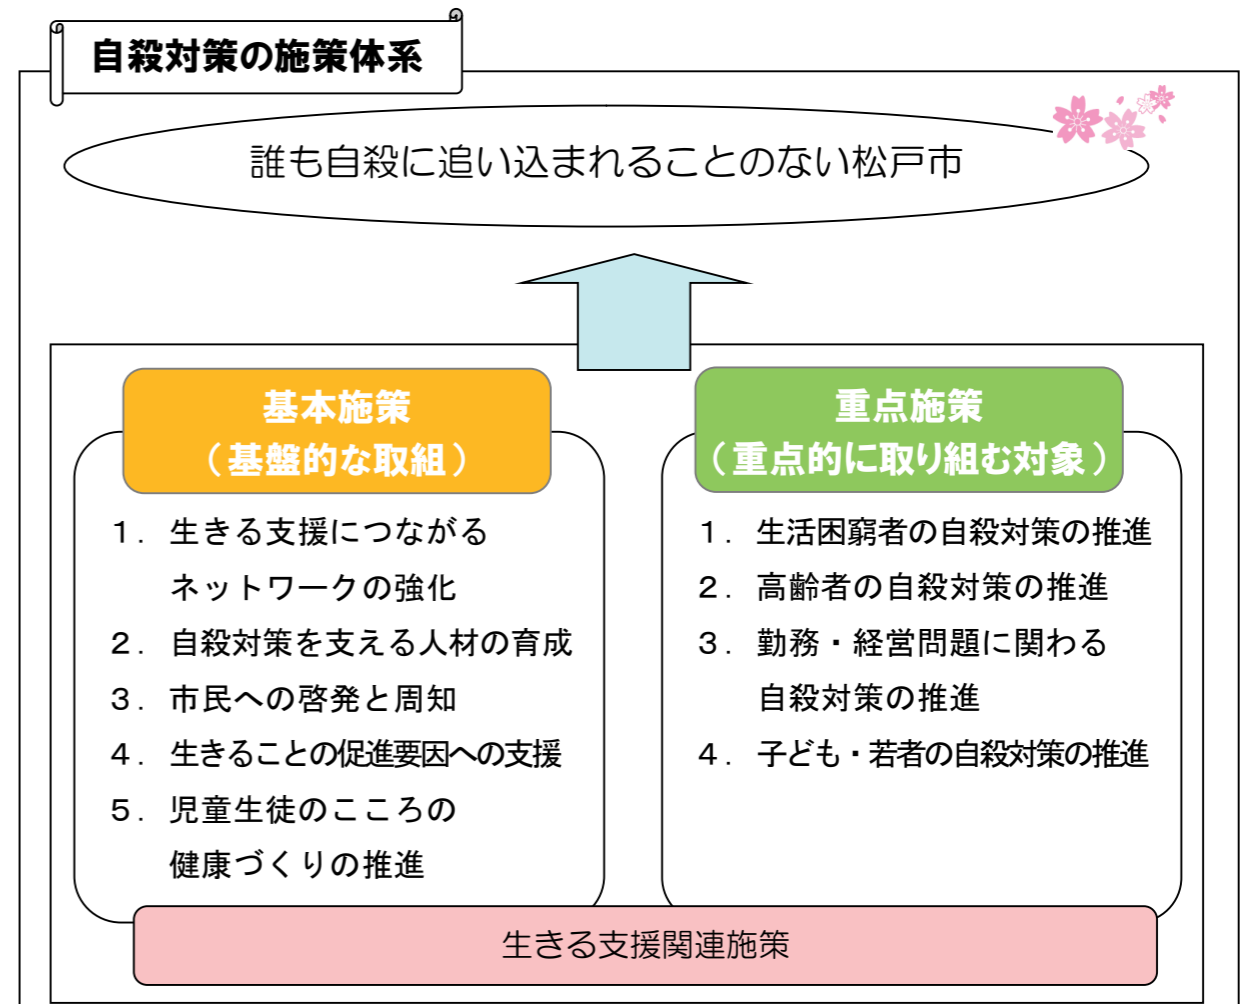 自殺対策の施策体系
誰も自殺に追い込まれることのない松戸市
基本施策
（基盤的な取組）
1． 生きる支援につながる
ネットワークの強化
2． 自殺対策を支える人材の育成
3． 市民への啓発と周知
4． 生きることの促進要因への支援
5． 児童生徒のこころの
健康づくりの推進
重点施策
（重点的に取り組む対象）
1． 生活困窮者の自殺対策の推進
2． 高齢者の自殺対策の推進
3． 勤務・経営問題に関わる
自殺対策の推進
4． 子ども・若者の自殺対策の推進
生きる支援関連施策